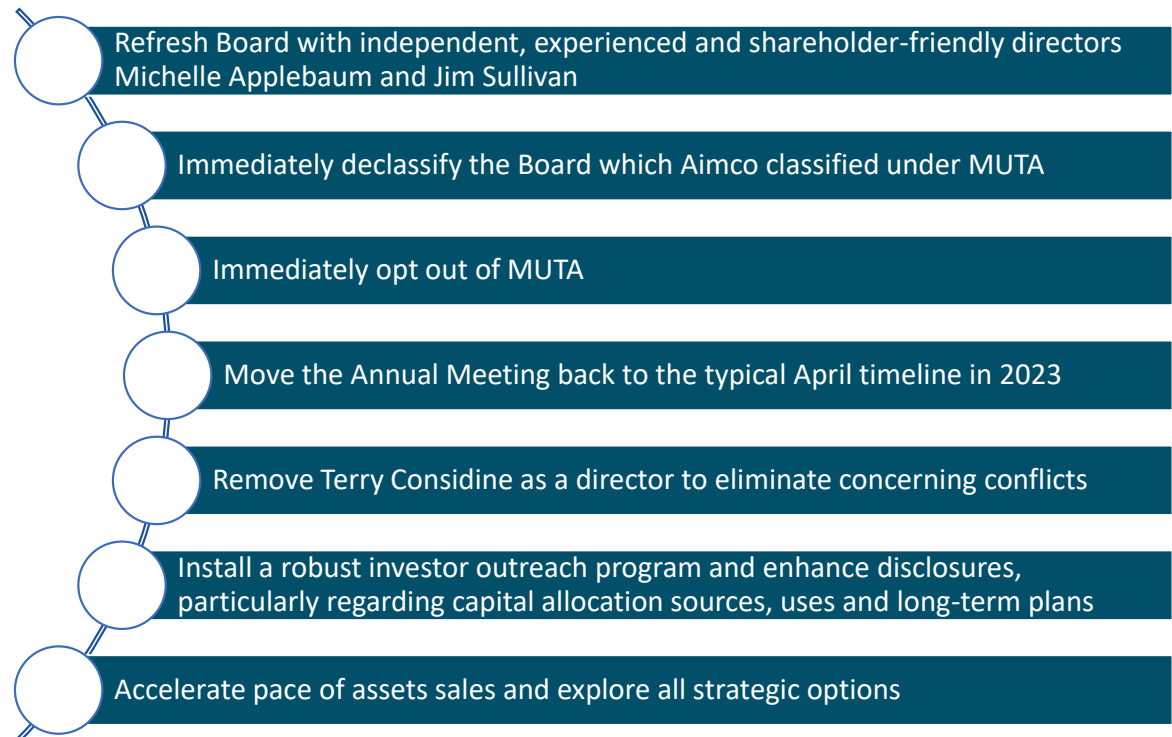 Refresh Board with independent, experienced and shareholder-friendly directors
Michelle Applebaum and Jim Sullivan
Immediately declassify the Board which Aimco classified under MUTA
Immediately opt out of MUTA
Move the Annual Meeting back to the typical April timeline in 2023
Remove Terry Considine as a director to eliminate concerning conflicts
Install a robust investor outreach program and enhance disclosures,
particularly regarding capital allocation sources, uses and long-term plans
Accelerate pace of assets sales and explore all strategic options